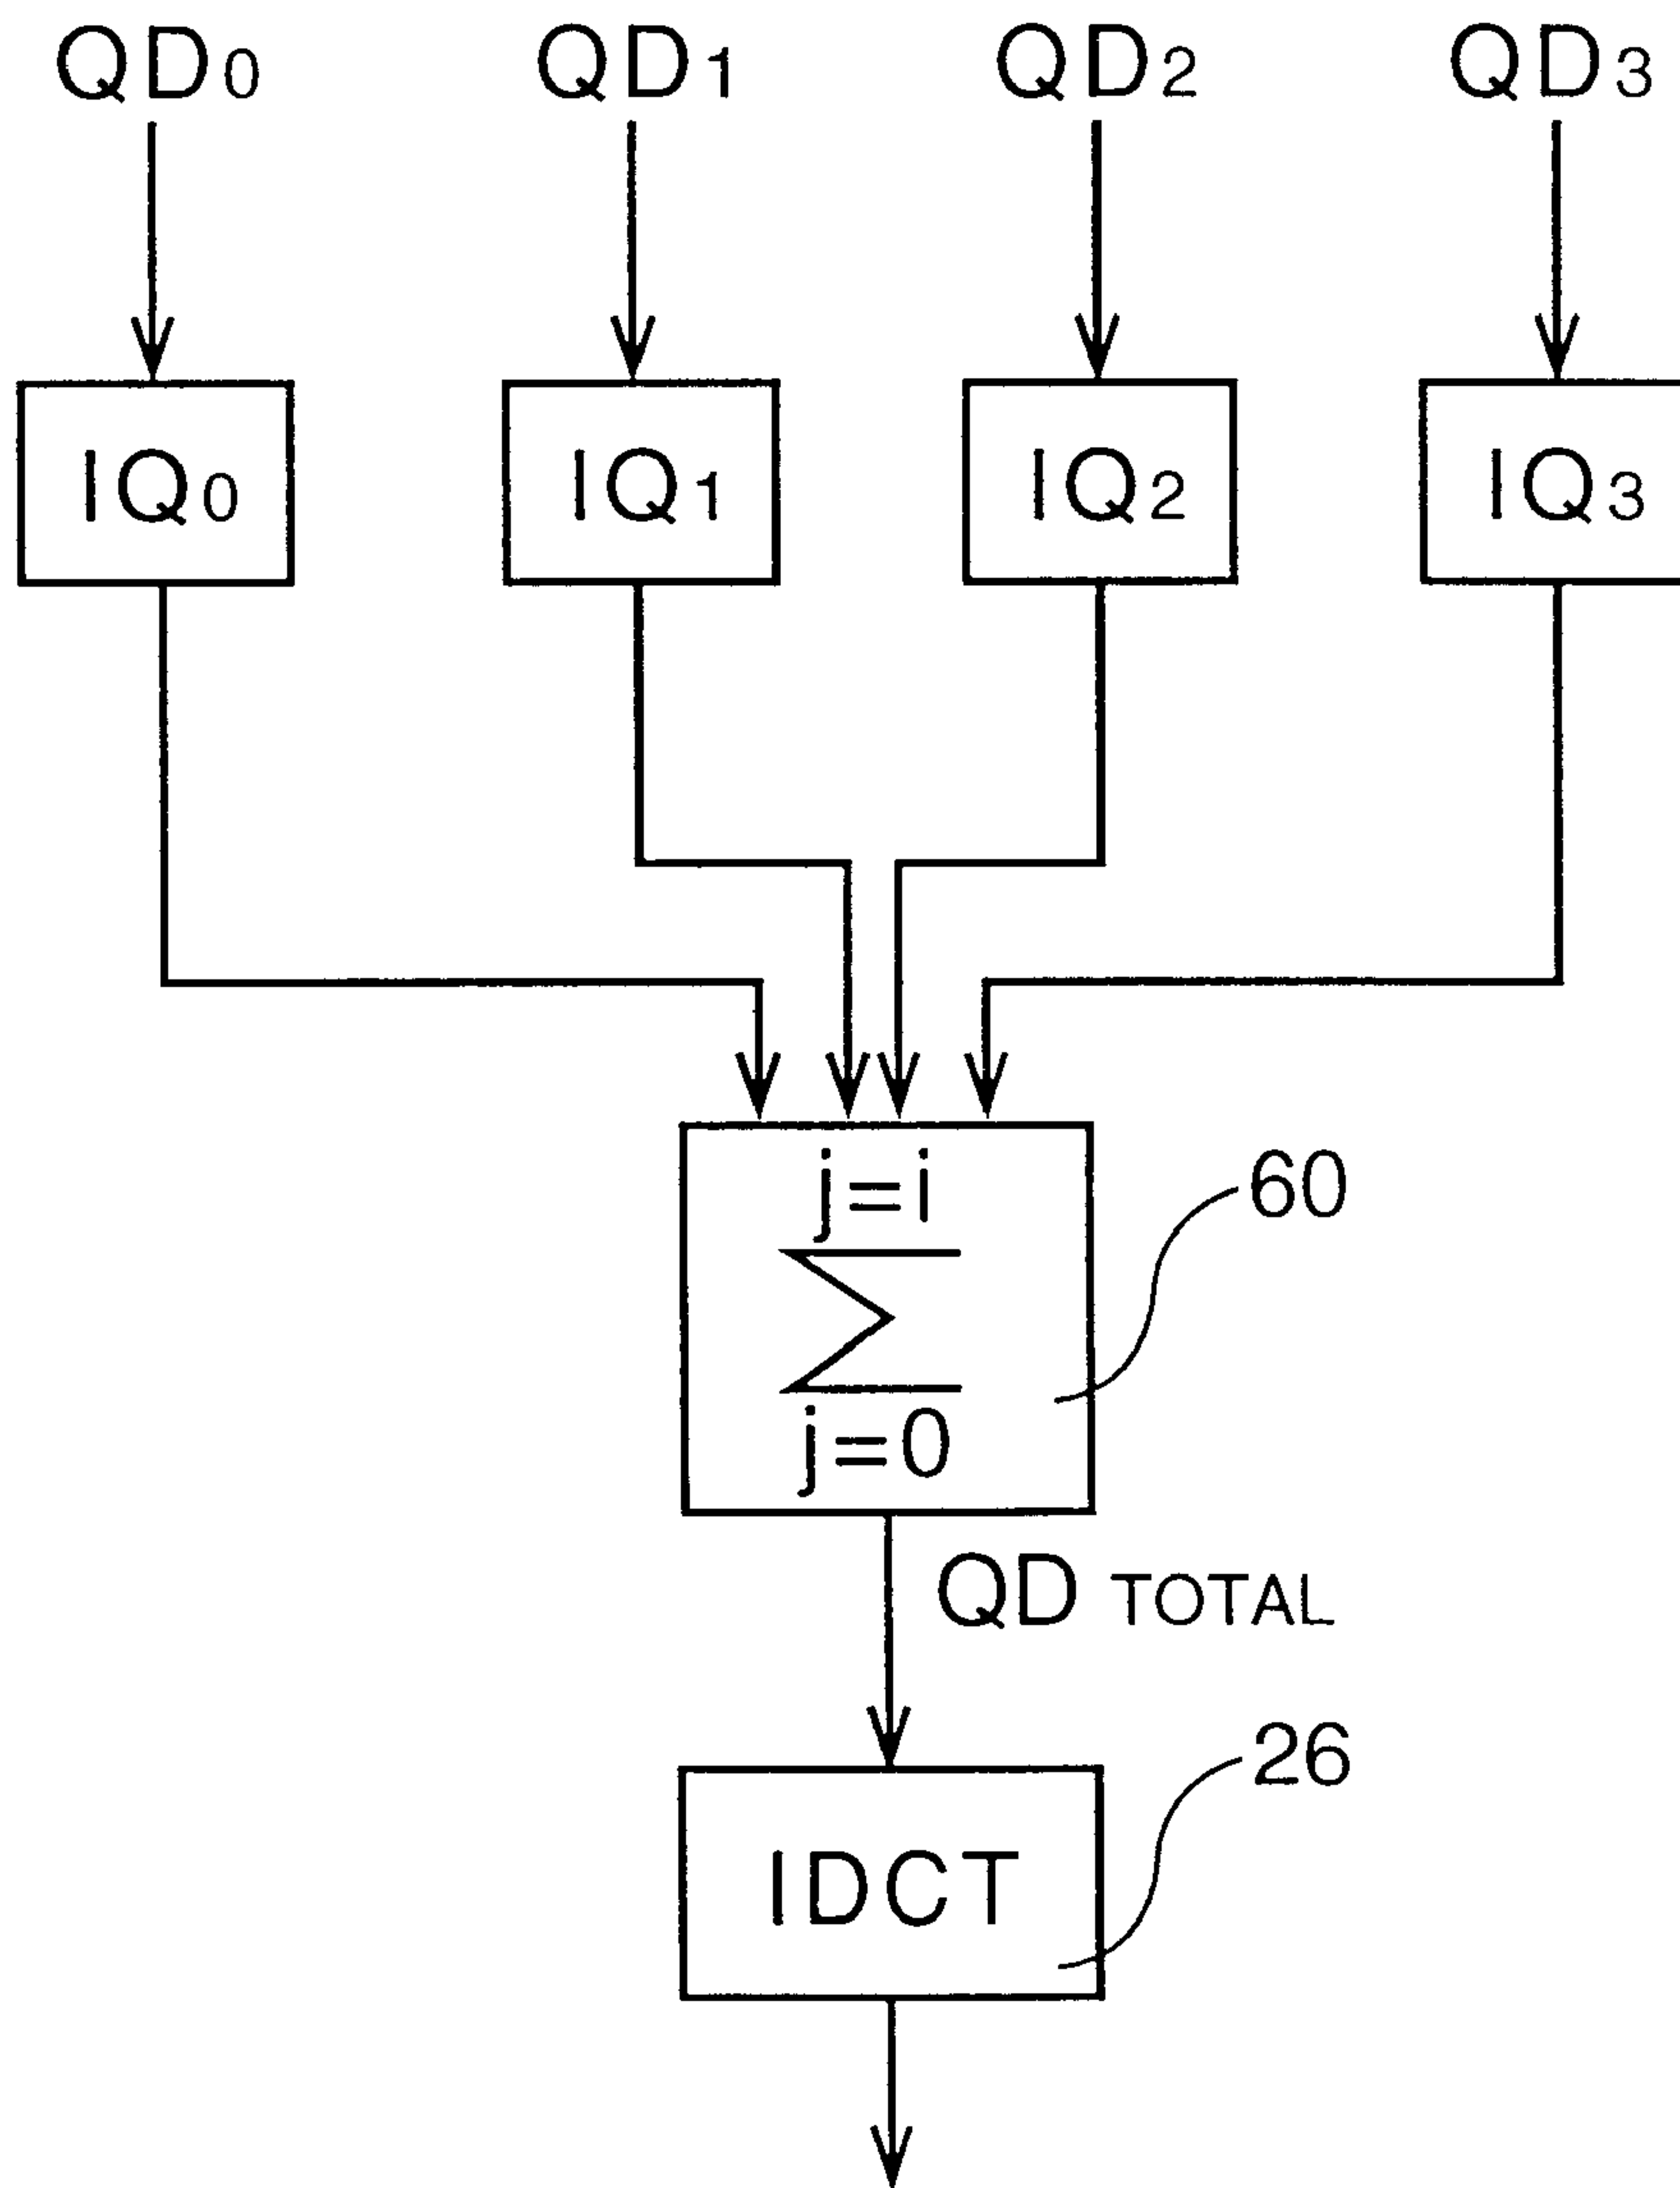 QD0 QD1 QD2 QD3
IQ0 IQ1 IQ2 IQ3
j=i
60
∑
j=0
QD TOTAL
26
IDCT